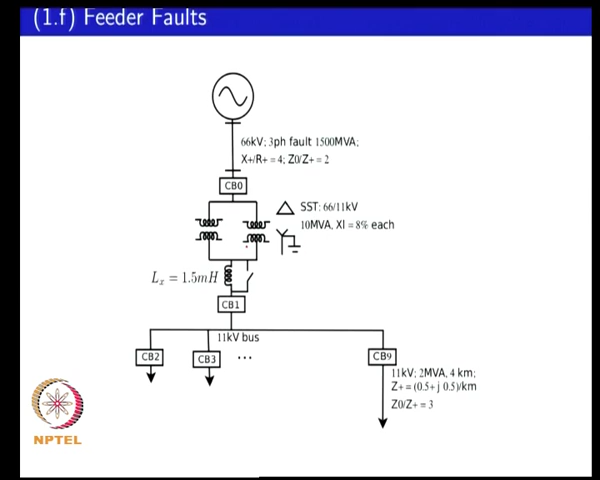 (1.f) Feeder Faults
66kV; 3ph fault 1500MVA;
X+/R+ = 4; Z0/Z+ = 2
CB0
SST: 66/11kV
10MVA, Xl = 8% each
Lx = 1.5mH
CB1
11kV bus
CB2
CB3
...
CB9
11kV; 2MVA, 4 km;
Z+ = (0.5+ j 0.5)/km
Z0/Z+ = 3
NPTEL